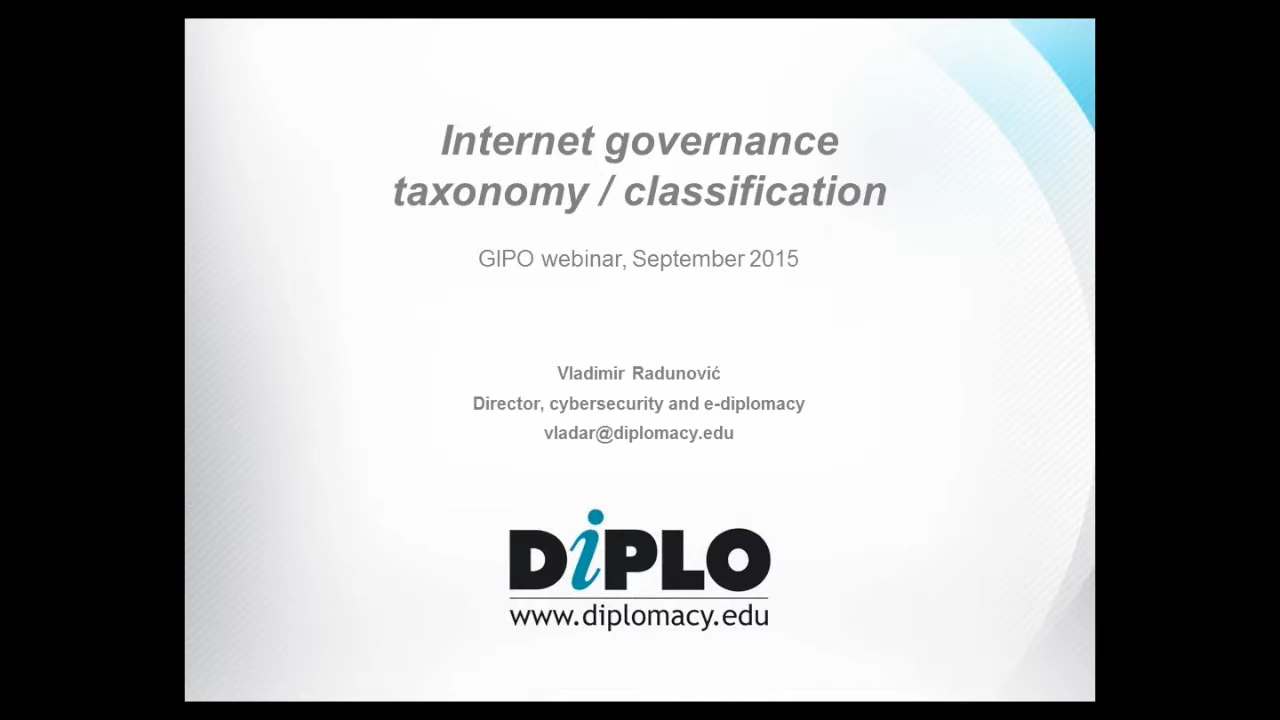 Internet governance
taxonomy / classification
GIPO webinar, September 2015
Vladimir Radunović
Director, cybersecurity and e-diplomacy
vladar@diplomacy.edu
DiPLO
www.diplomacy.edu